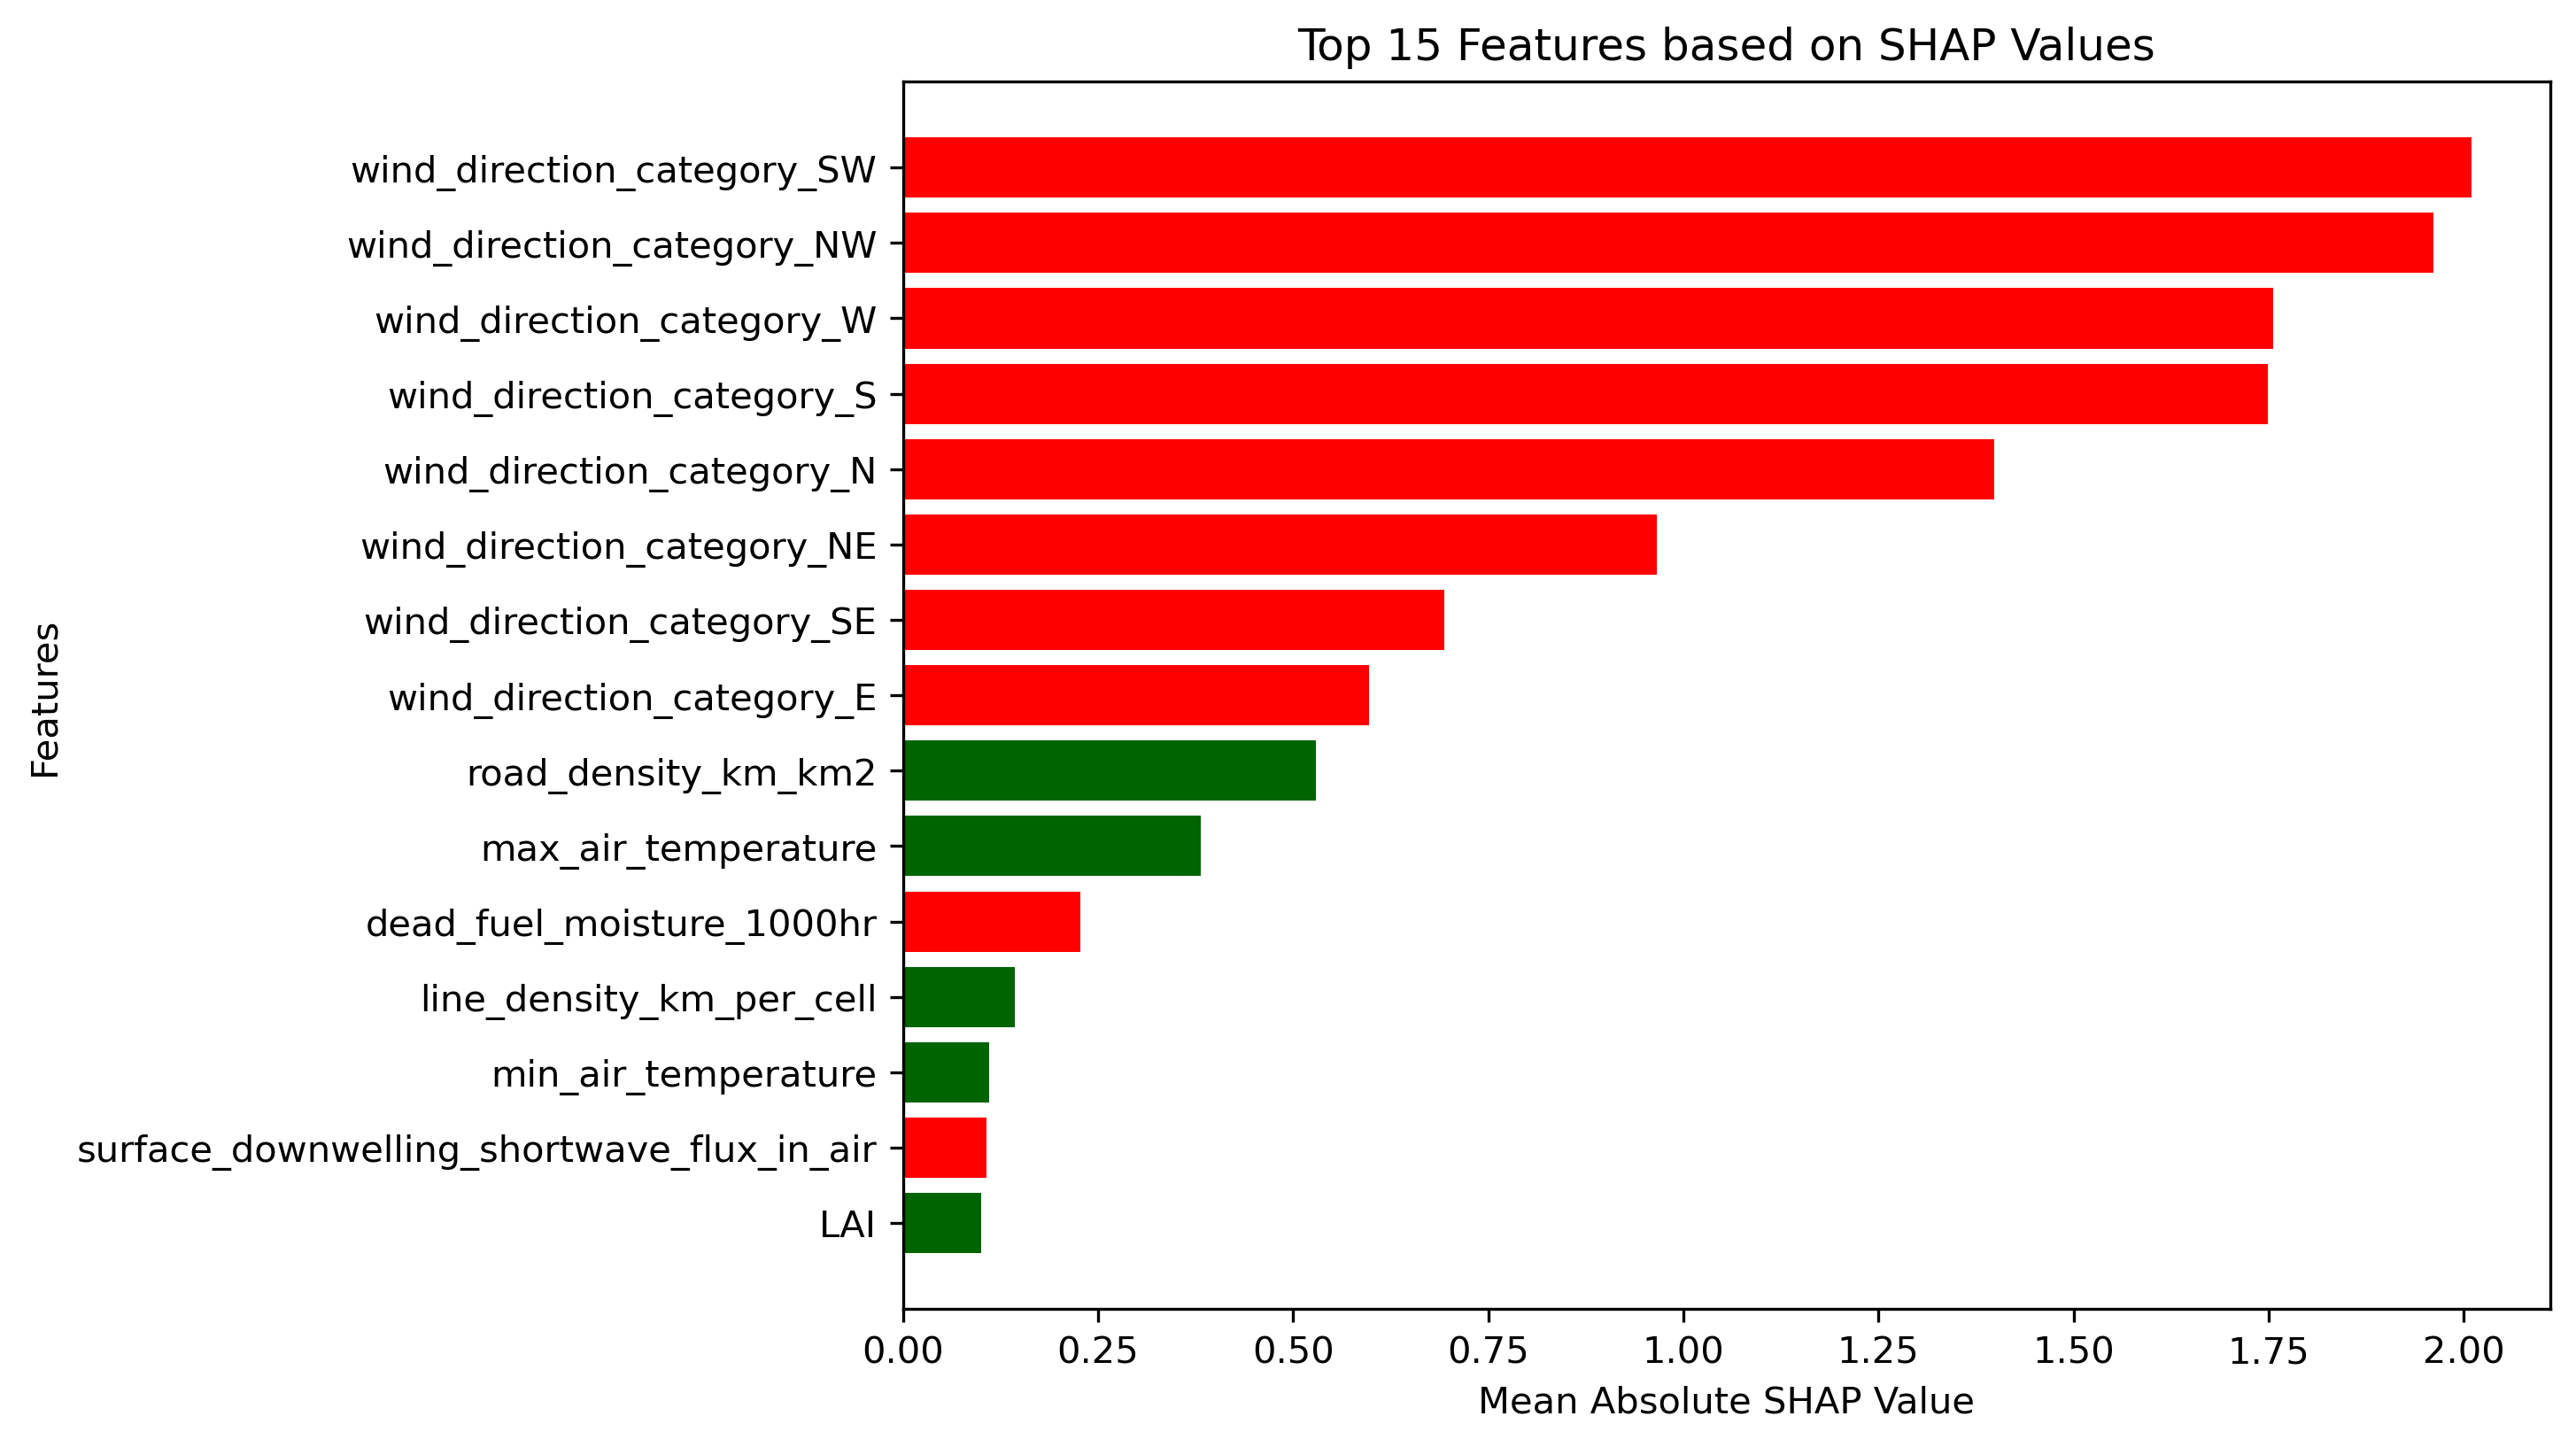 Top 15 Features based on SHAP Values
Features
wind_direction_category_SW
wind_direction_category_NW
wind_direction_category_W
wind_direction_category_S
wind_direction_category_N
wind_direction_category_NE
wind_direction_category_SE
wind_direction_category_E
road_density_km_km2
max_air_temperature
dead_fuel_moisture_1000hr
line_density_km_per_cell
min_air_temperature
surface_downwelling_shortwave_flux_in_air
LAI
0.00 0.25 0.50 0.75 1.00 1.25 1.50 1.75 2.00
Mean Absolute SHAP Value